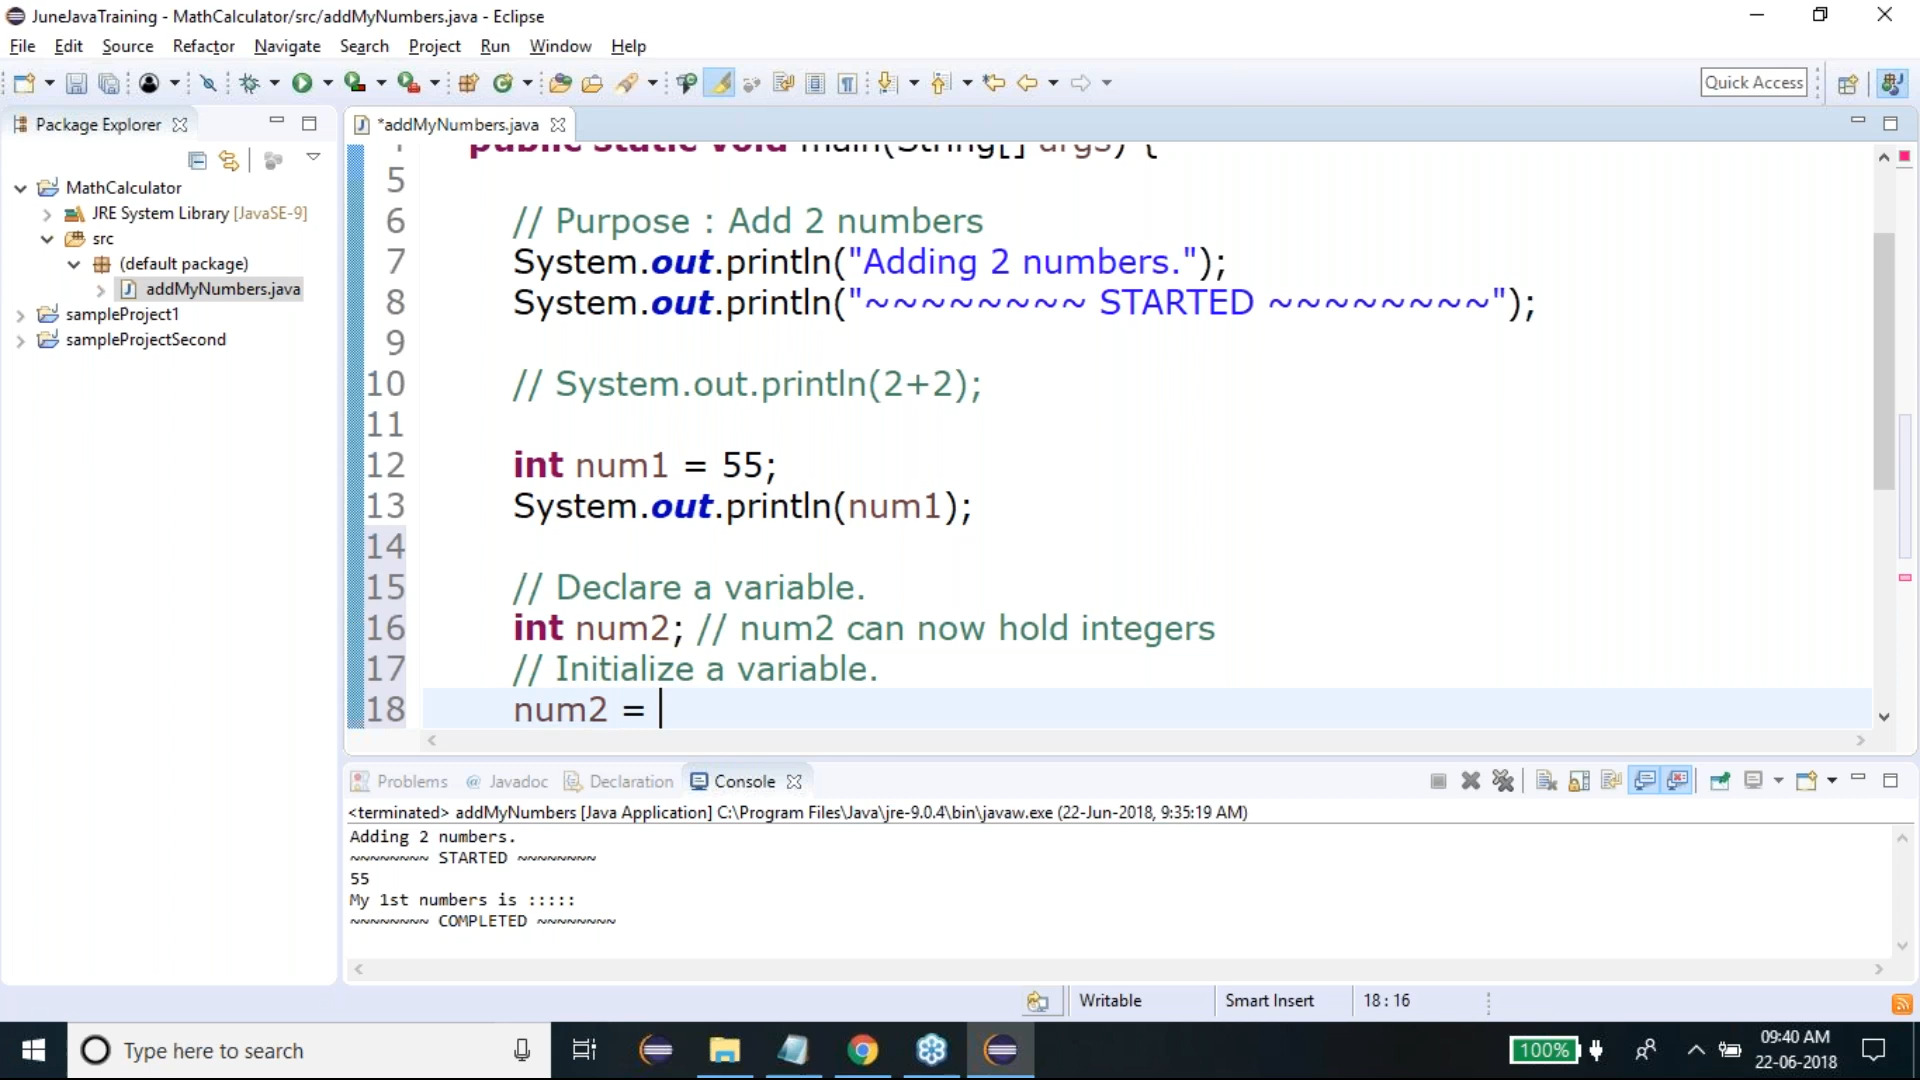 JuneJavaTraining - MathCalculator/src/addMyNumbers.java - Eclipse
File Edit Source Refactor Navigate Search Project Run Window Help
Quick Access
Package Explorer
MathCalculator
JRE System Library [JavaSE-9]
src
(default package)
addMyNumbers.java
sampleProject1
sampleProjectSecond
*addMyNumbers.java
4 public static void main(String[] args) {
5
6 // Purpose : Add 2 numbers
7 System.out.println("Adding 2 numbers.");
8 System.out.println("~~~~~~~~ STARTED ~~~~~~~~");
9
10 // System.out.println(2+2);
11
12 int num1 = 55;
13 System.out.println(num1);
14
15 // Declare a variable.
16 int num2; // num2 can now hold integers
17 // Initialize a variable.
18 num2 =
Problems @ Javadoc Declaration Console
<terminated> addMyNumbers [Java Application] C:\Program Files\Java\jre-9.0.4\bin\javaw.exe (22-Jun-2018, 9:35:19 AM)
Adding 2 numbers.
~~~~~~~~ STARTED ~~~~~~~~
55
My 1st numbers is :::::
~~~~~~~~ COMPLETED ~~~~~~~~
Writable Smart Insert 18 : 16
Type here to search
100%
09:40 AM
22-06-2018